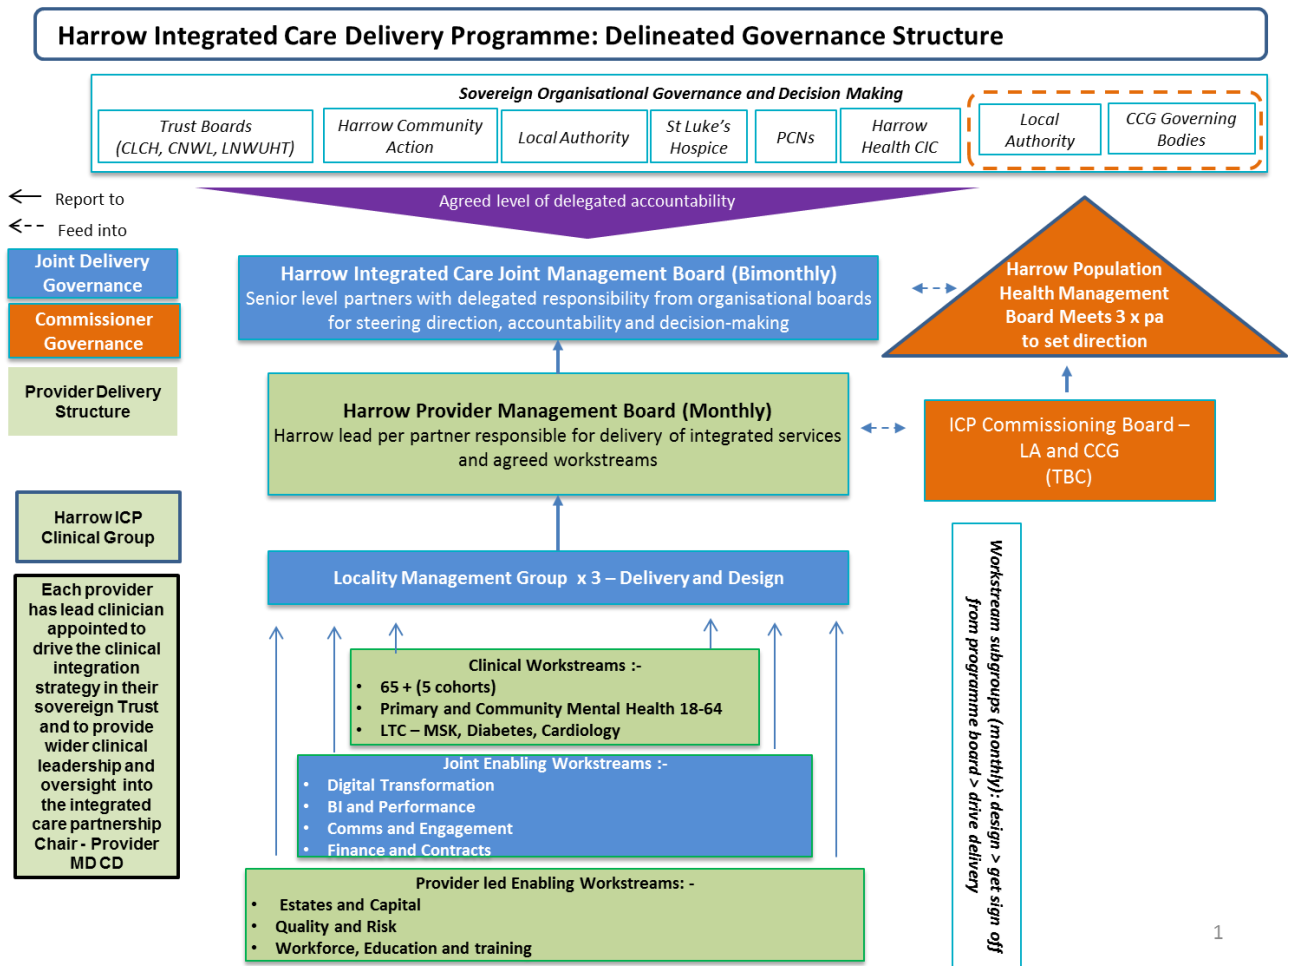 Harrow Integrated Care Delivery Programme: Delineated Governance Structure
Sovereign Organisational Governance and Decision Making
Trust Boards
(CLCH, CNWL, LNWUHT)
Harrow Community
Action
Local Authority
St Luke's
Hospice
PCNs
Harrow
Health CIC
Local
Authority
CCG Governing
Bodies
Report to
Feed into
Agreed level of delegated accountability
Joint Delivery
Governance
Commissioner
Governance
Provider Delivery
Structure
Harrow Integrated Care Joint Management Board (Bimonthly)
Senior level partners with delegated responsibility from organisational boards
for steering direction, accountability and decision-making
Harrow Population
Health Management
Board Meets 3 x pa
to set direction
Harrow Provider Management Board (Monthly)
Harrow lead per partner responsible for delivery of integrated services
and agreed workstreams
ICP Commissioning Board –
LA and CCG
(TBC)
Harrow ICP
Clinical Group
Each provider
has lead clinician
appointed to
drive the clinical
integration
strategy in their
sovereign Trust
and to provide
wider clinical
leadership and
oversight into
the integrated
care partnership
Chair - Provider
MD CD
Locality Management Group x 3 – Delivery and Design
Clinical Workstreams :-
• 65 + (5 cohorts)
• Primary and Community Mental Health 18-64
• LTC – MSK, Diabetes, Cardiology
Joint Enabling Workstreams :-
• Digital Transformation
• BI and Performance
• Comms and Engagement
• Finance and Contracts
Provider led Enabling Workstreams: -
• Estates and Capital
• Quality and Risk
• Workforce, Education and training
Workstream subgroups (monthly): design > get sign off
from programme board > drive delivery
1